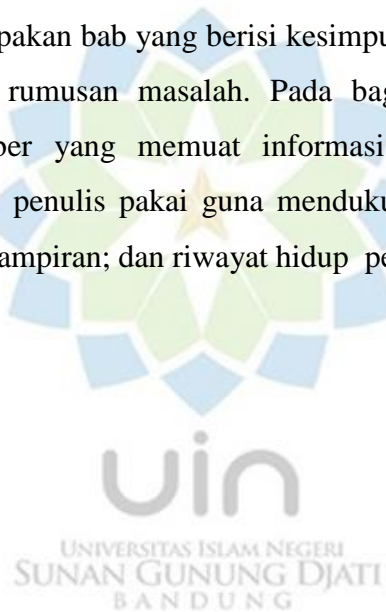 pakan bab yang berisi kesimpu
rumusan masalah. Pada bag
ber yang memuat informasi
penulis pakai guna menduku
ampiran; dan riwayat hidup pe
uin
UNIVERSITAS ISLAM NEGERI
SUNAN GUNUNG DJATI
BANDUNG